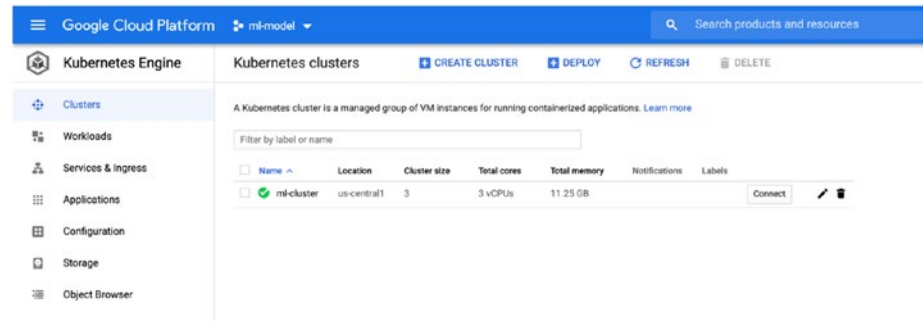 Google Cloud Platform ml-model Search products and resources
Kubernetes Engine Kubernetes clusters CREATE CLUSTER DEPLOY REFRESH DELETE
Clusters
Workloads
Services & Ingress
Applications
Configuration
Storage
Object Browser
A Kubernetes cluster is a managed group of VM instances for running containerized applications. Learn more
Filter by label or name
Name Location Cluster size Total cores Total memory Notifications Labels
ml-cluster us-central1 3 3 vCPUs 11.25 GB Connect